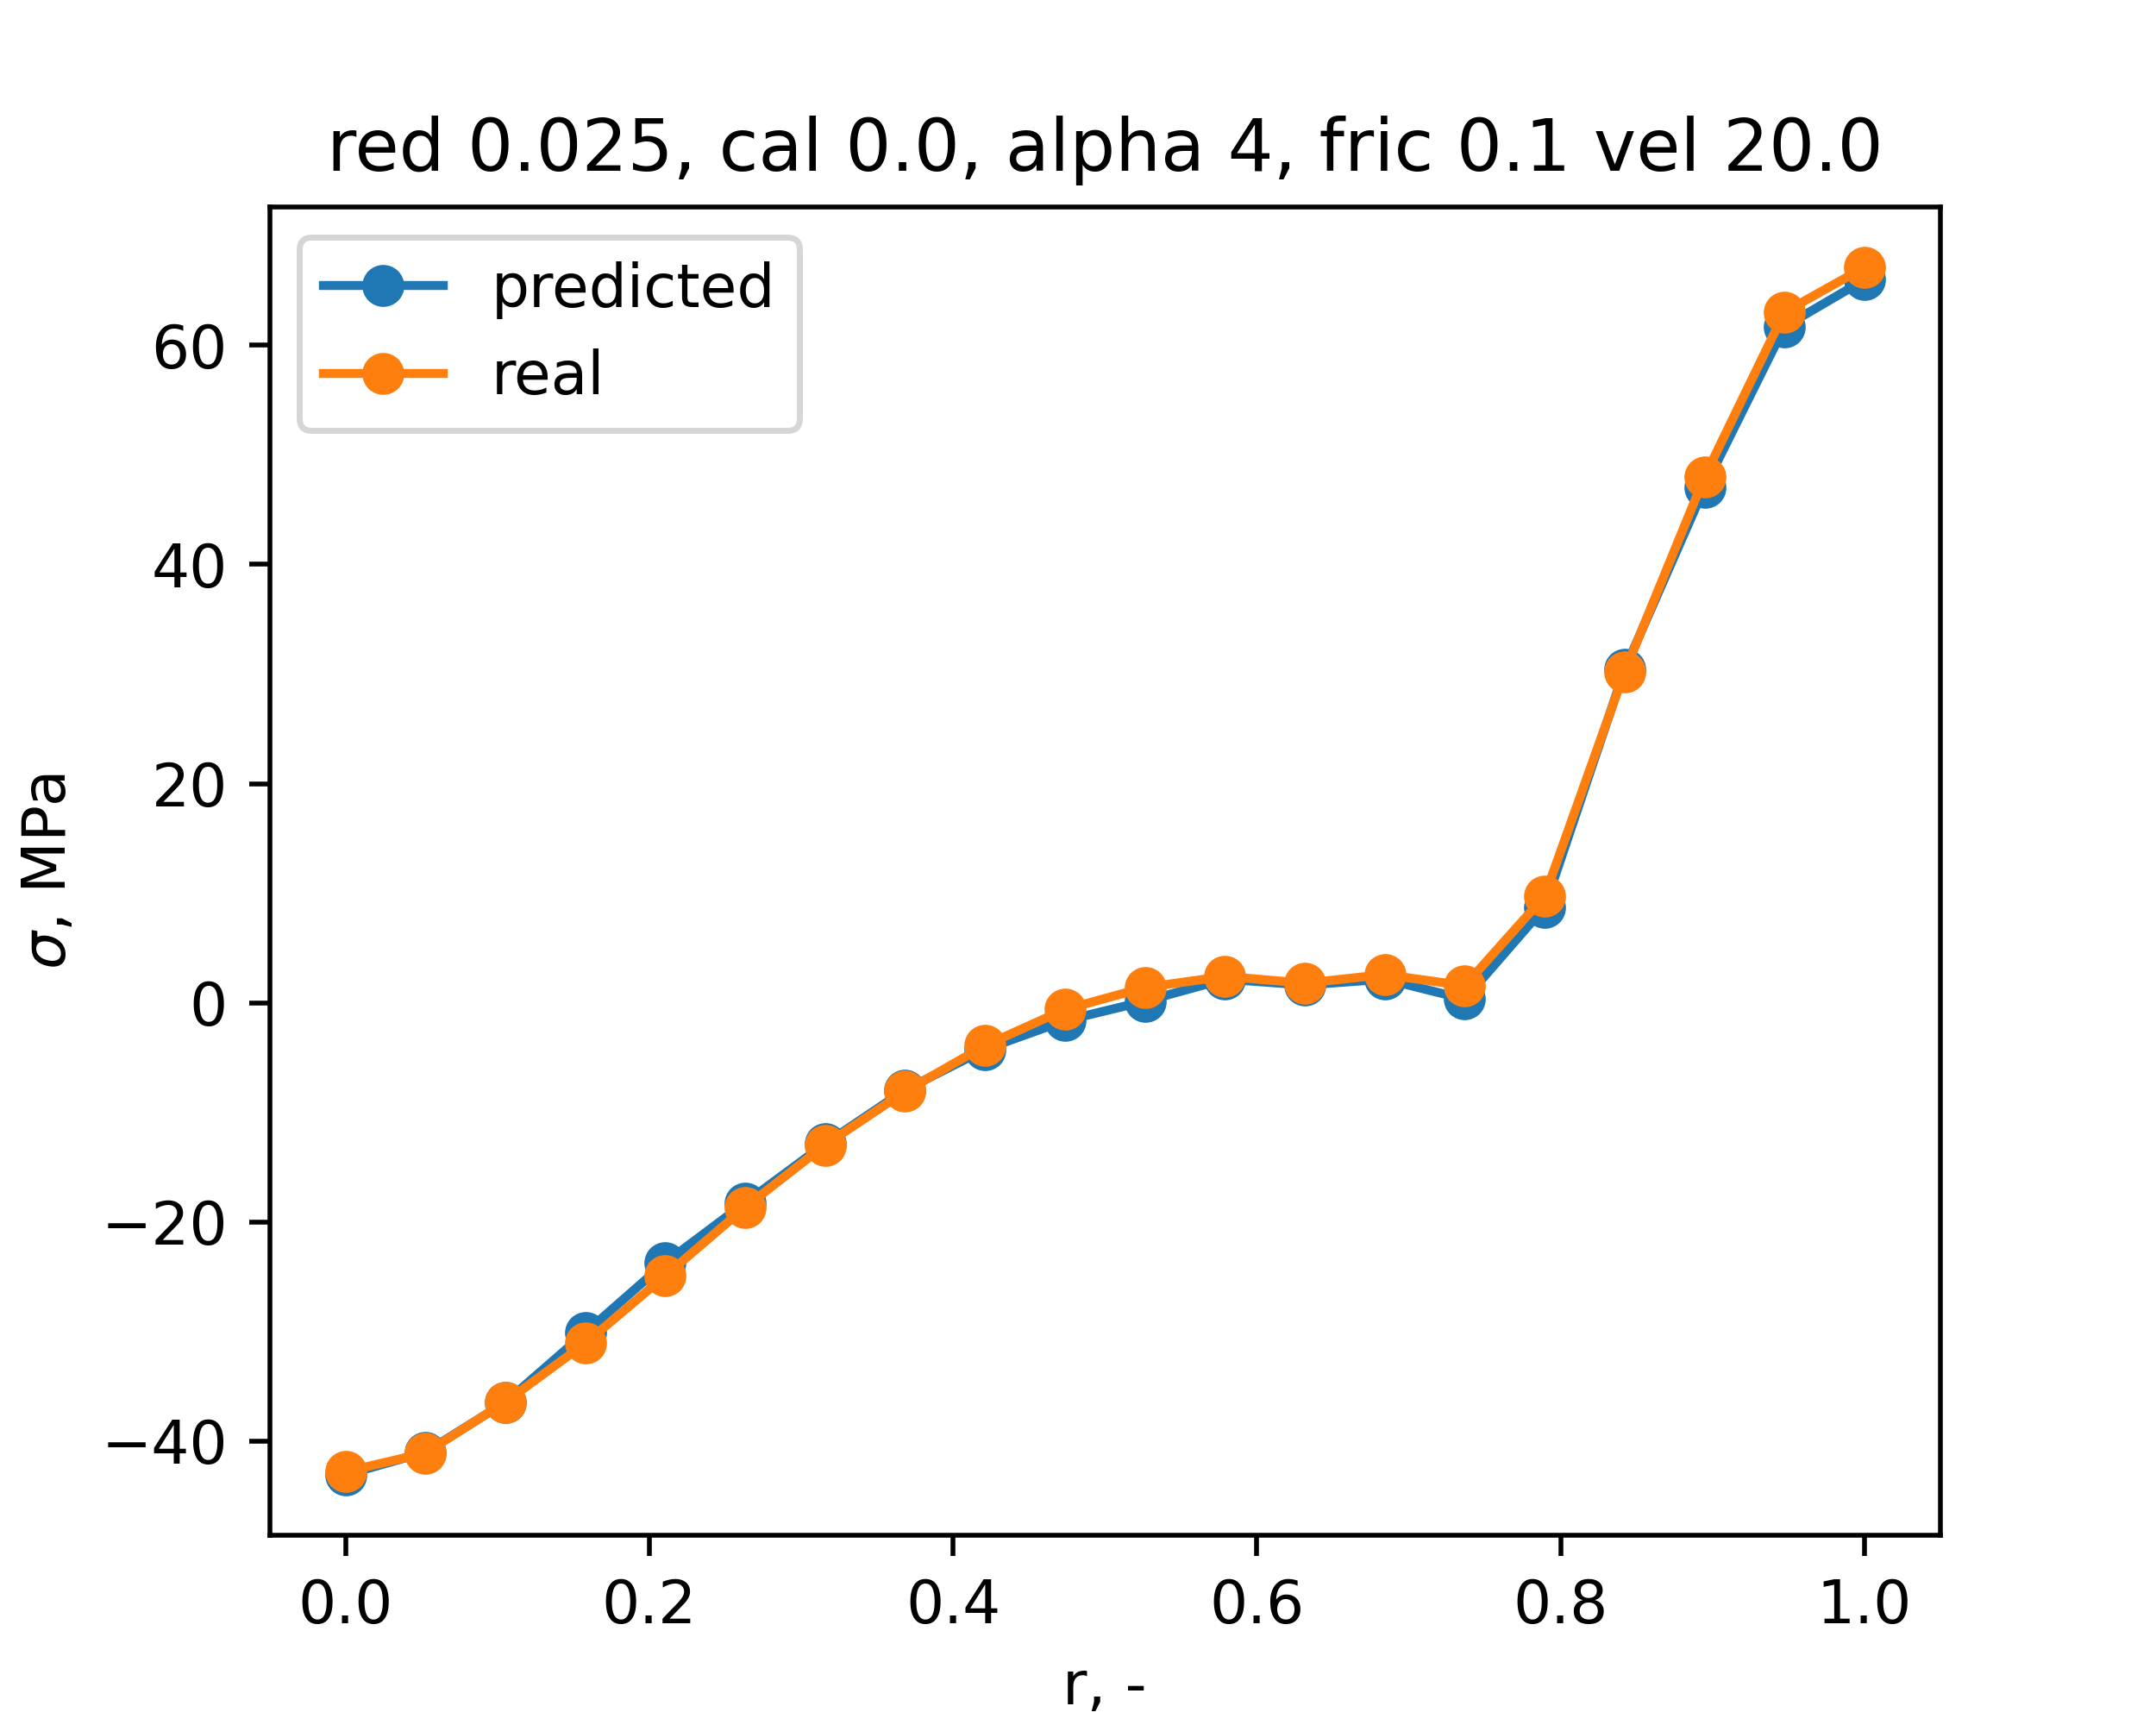 red 0.025, cal 0.0, alpha 4, fric 0.1 vel 20.0
predicted
real
60
40
20
0
−20
−40
σ, MPa
0.0 0.2 0.4 0.6 0.8 1.0
r, -